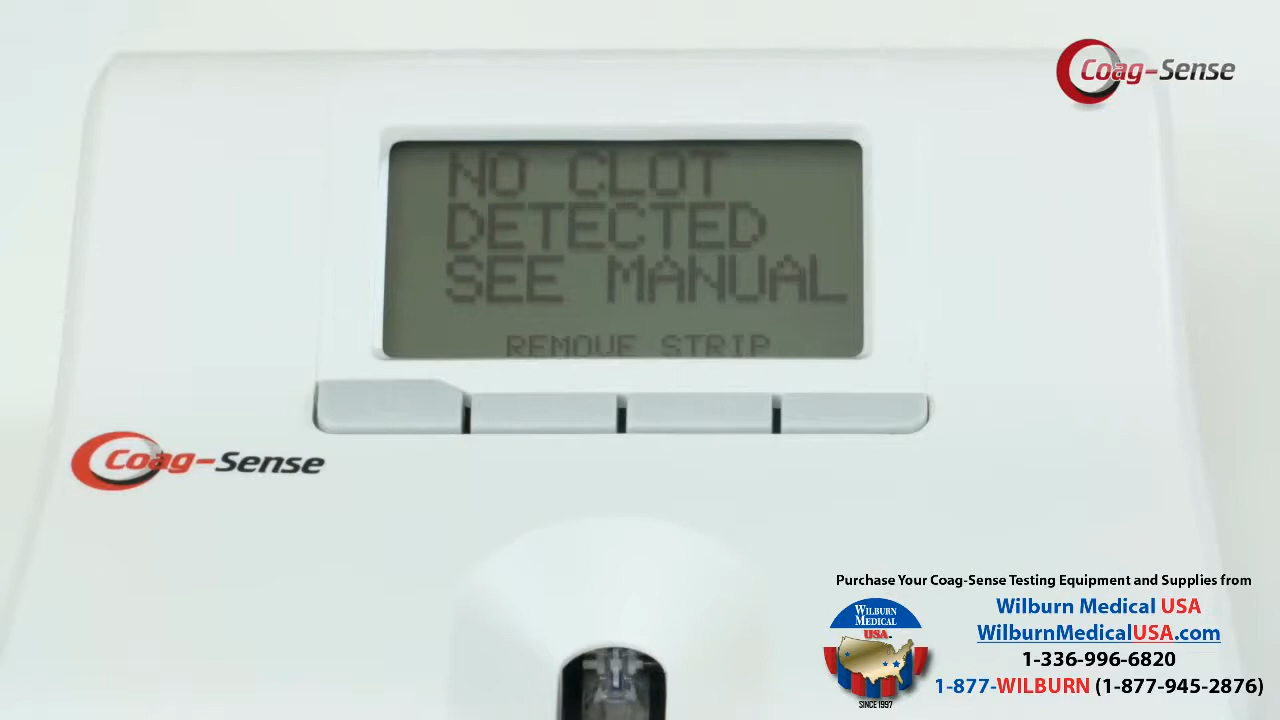 Coag-Sense
NO CLOT
DETECTED
SEE MANUAL
REMOVE STRIP
Coag-Sense
Purchase Your Coag-Sense Testing Equipment and Supplies from
WILBURN
MEDICAL
USA.
SINCE 1997
Wilburn Medical USA
WilburnMedicalUSA.com
1-336-996-6820
1-877-WILBURN (1-877-945-2876)